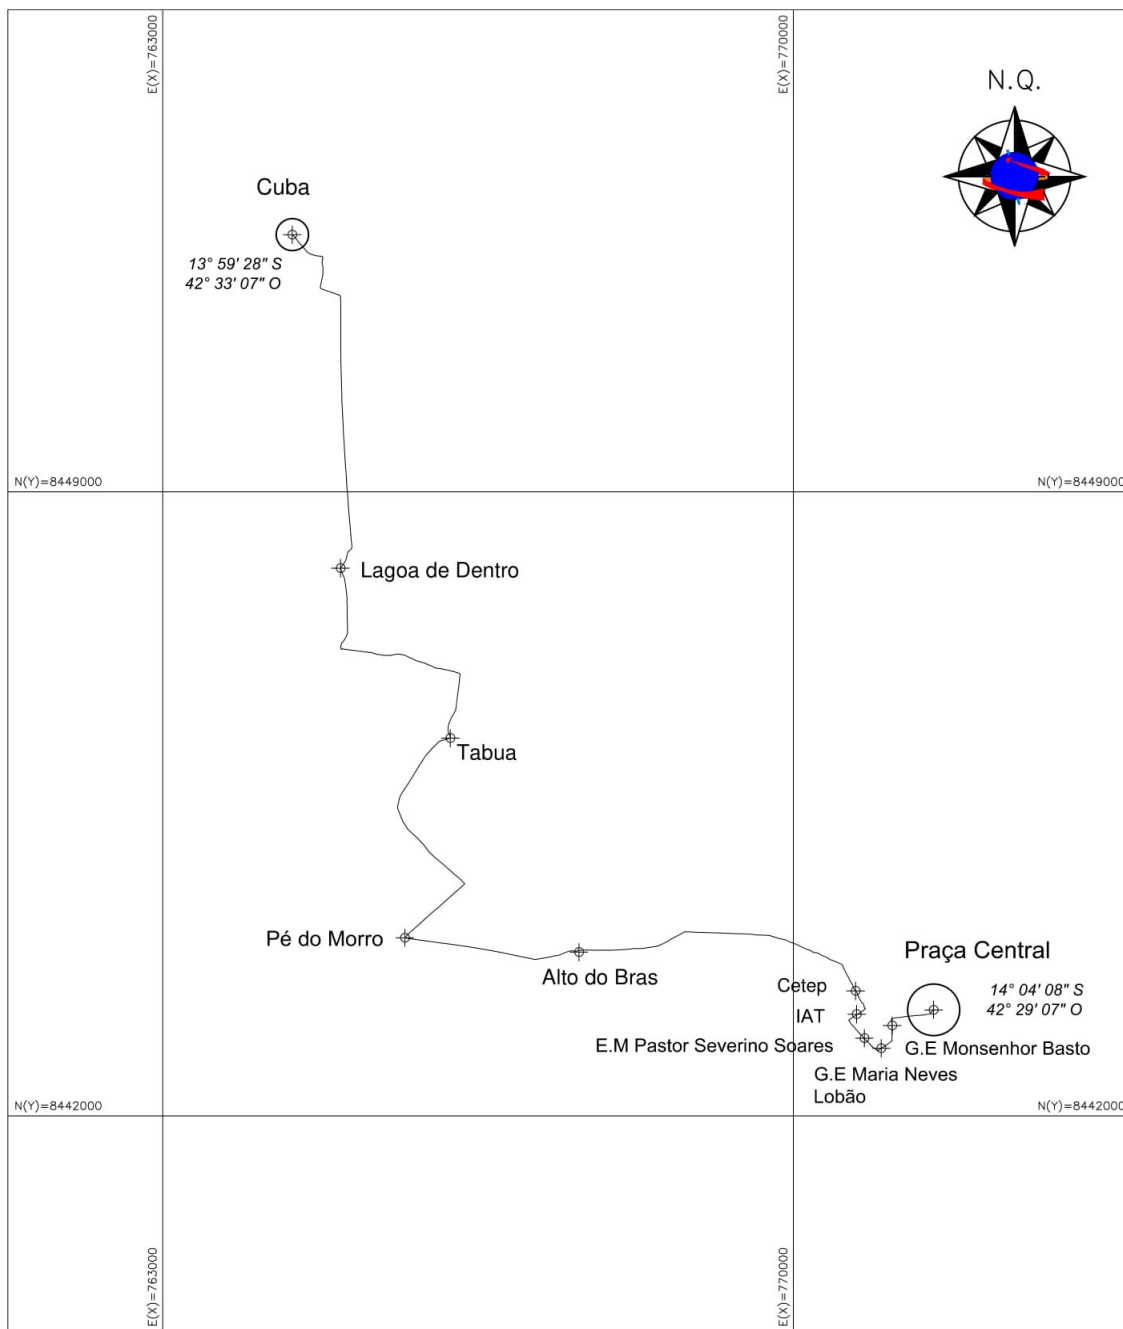 E(X)=763000
E(X)=770000
N.Q.
Cuba
13° 59' 28" S
42° 33' 07" O
N(Y)=8449000
N(Y)=8449000
Lagoa de Dentro
Tabua
Pé do Morro
Alto do Bras
Praça Central
14° 04' 08" S
42° 29' 07" O
Cetep
IAT
E.M Pastor Severino Soares
G.E Monsenhor Basto
G.E Maria Neves
Lobão
N(Y)=8442000
N(Y)=8442000
E(X)=763000
E(X)=770000